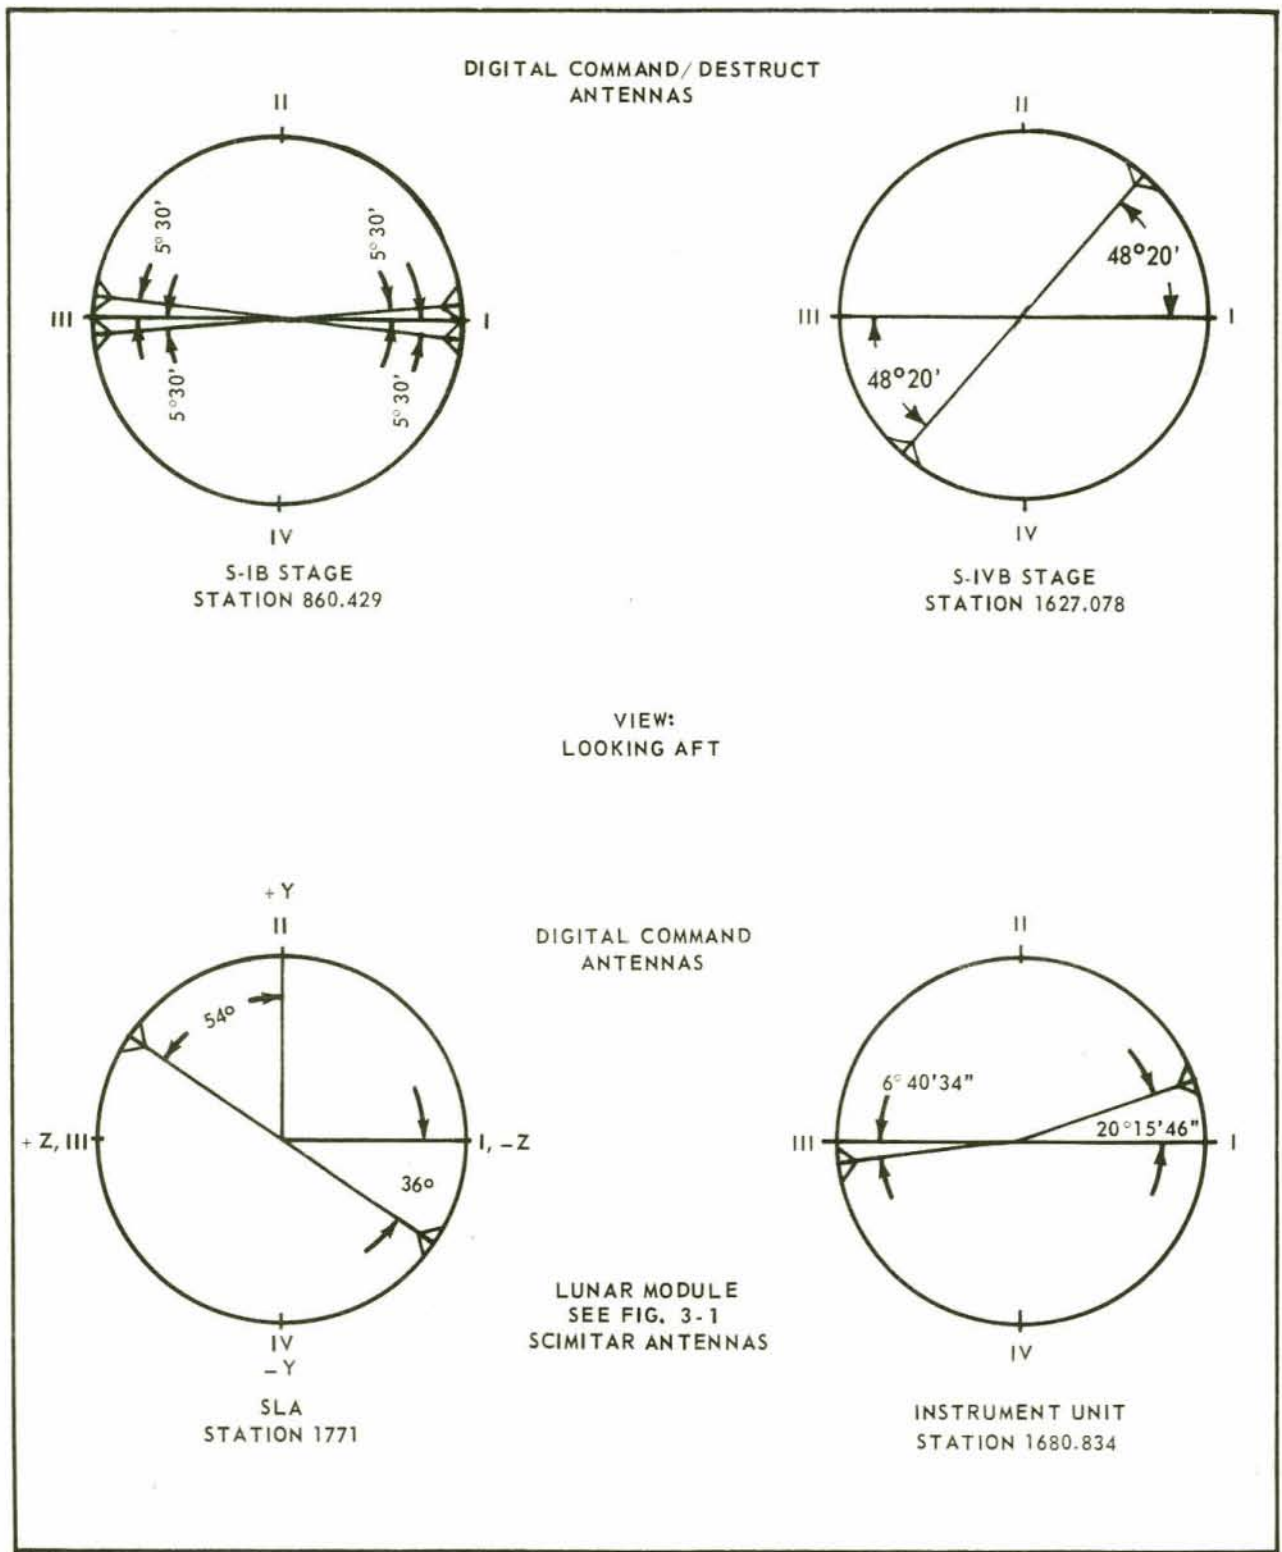 DIGITAL COMMAND/DESTRUCT
ANTENNAS
II
5° 30'
5° 30'
III
I
5°30'
5° 30'
IV
S-IB STAGE
STATION 860.429
II
48°20'
III
I
48°20'
IV
S-IVB STAGE
STATION 1627.078
VIEW:
LOOKING AFT
+ Y
II
54°
+ Z, III
I, -Z
36°
IV
- Y
SLA
STATION 1771
DIGITAL COMMAND
ANTENNAS
II
6° 40'34"
III
20°15'46"
I
IV
INSTRUMENT UNIT
STATION 1680.834
LUNAR MODULE
SEE FIG. 3-1
SCIMITAR ANTENNAS